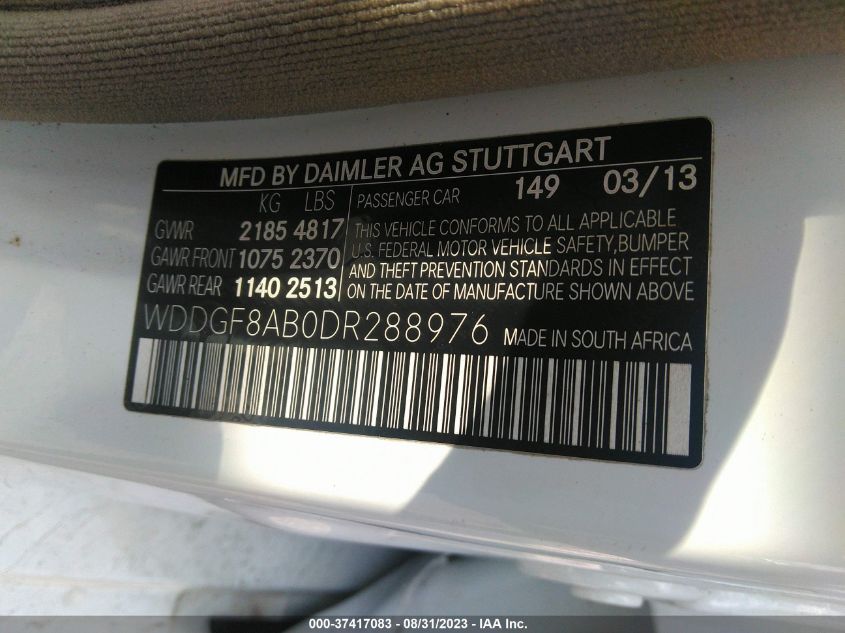 MFD BY DAIMLER AG STUTTGART
KG LBS
GVWR 2185 4817
GAWR FRONT 1075 2370
GAWR REAR 1140 2513
PASSENGER CAR 149 03/13
THIS VEHICLE CONFORMS TO ALL APPLICABLE
U.S. FEDERAL MOTOR VEHICLE SAFETY, BUMPER
AND THEFT PREVENTION STANDARDS IN EFFECT
ON THE DATE OF MANUFACTURE SHOWN ABOVE
WDDGF8AB0DR288976 MADE IN SOUTH AFRICA
000-37417083 - 08/31/2023 - IAA Inc.